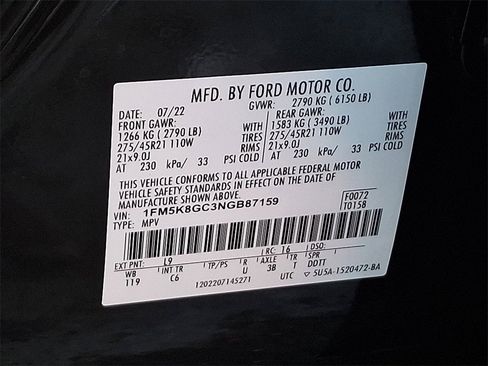 MFD. BY FORD MOTOR CO.
DATE: 07/22 GVWR: 2790 KG ( 6150 LB)
FRONT GAWR: REAR GAWR:
1266 KG ( 2790 LB) WITH 1583 KG ( 3490 LB) WITH
275/45R21 110W TIRES 275/45R21 110W TIRES
21x9.0J RIMS 21x9.0J RIMS
AT 230 kPa/ 33 PSI COLD AT 230 kPa/ 33 PSI COLD
THIS VEHICLE CONFORMS TO ALL APPLICABLE FEDERAL MOTOR
VEHICLE SAFETY STANDARDS IN EFFECT ON THE DATE OF
MANUFACTURE SHOWN ABOVE.
VIN: 1FM5K8GC3NGB87159 F0072
TYPE: MPV T0158
EXT PNT: L9 RC: 16 DSO:
WB INT TR TP/PS R AXLE TR SPR
119 C6 3B T DDTT
1202207145271 UTC ▽ 5U5A-1520472-BA